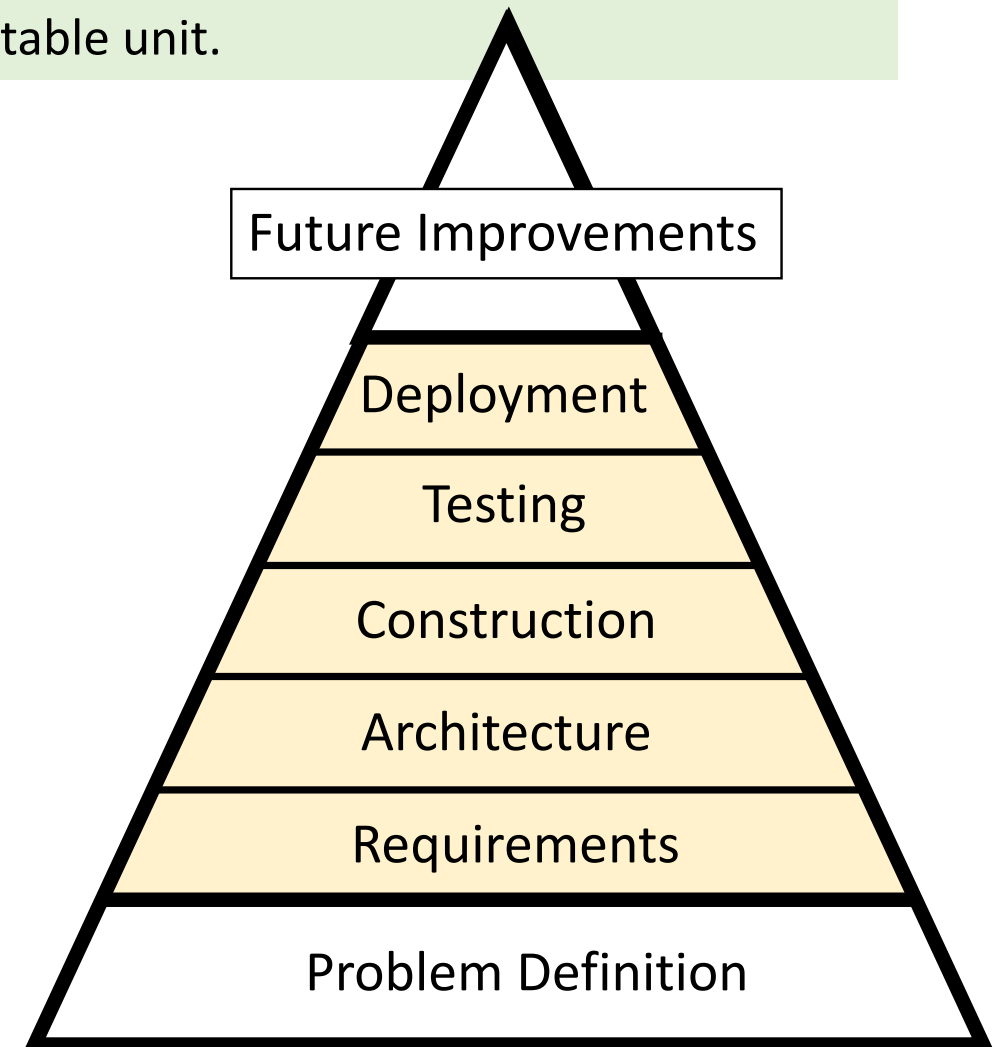 table unit.
Future Improvements
Deployment
Testing
Construction
Architecture
Requirements
Problem Definition